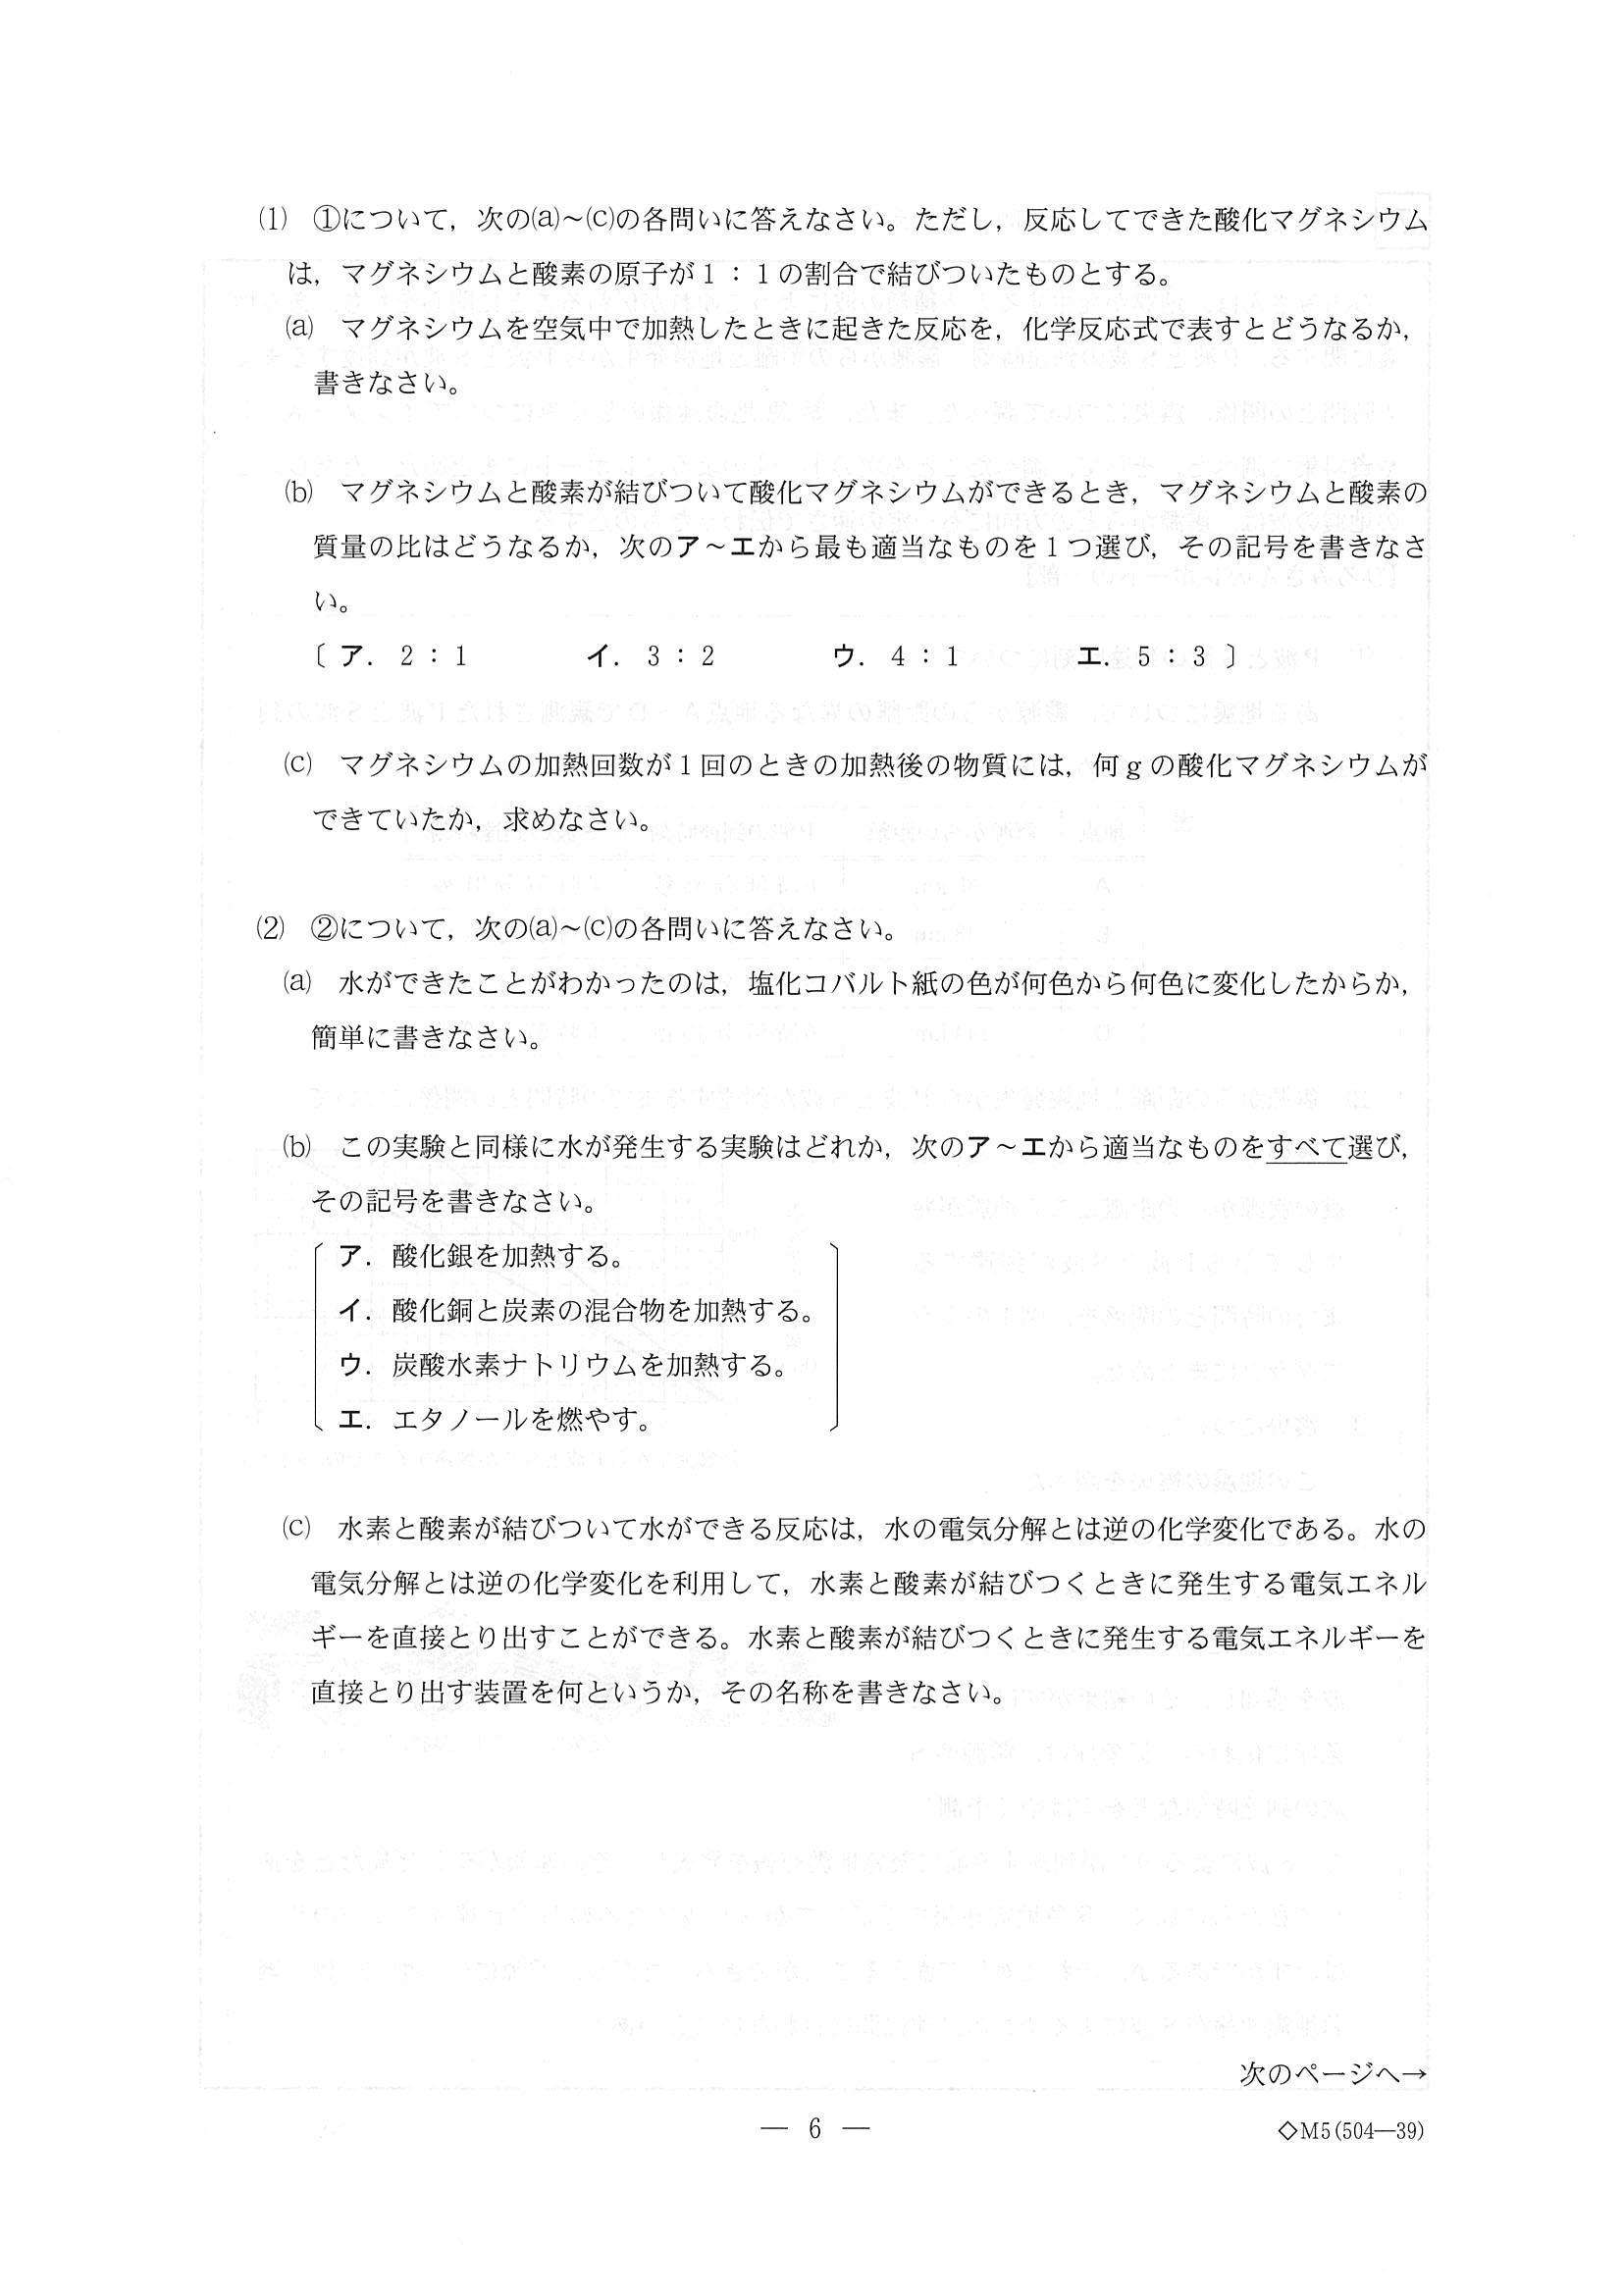 (1) ①について，次の(a)～(c)の各問いに答えなさい。ただし，反応してできた酸化マグネシウム
は，マグネシウムと酸素の原子が1：1の割合で結びついたものとする。
(a) マグネシウムを空気中で加熱したときに起きた反応を，化学反応式で表すとどうなるか，
書きなさい。
(b) マグネシウムと酸素が結びついて酸化マグネシウムができるとき，マグネシウムと酸素の
質量の比はどうなるか，次のア～エから最も適当なものを1つ選び，その記号を書きなさ
い。
〔 ア．2：1 イ．3：2 ウ．4：1 エ．5：3 〕
(c) マグネシウムの加熱回数が1回のときの加熱後の物質には，何gの酸化マグネシウムが
できていたか，求めなさい。
(2) ②について，次の(a)～(c)の各問いに答えなさい。
(a) 水ができたことがわかったのは，塩化コバルト紙の色が何色から何色に変化したからか，
簡単に書きなさい。
(b) この実験と同様に水が発生する実験はどれか，次のア～エから適当なものをすべて選び，
その記号を書きなさい。
ア．酸化銀を加熱する。
イ．酸化銅と炭素の混合物を加熱する。
ウ．炭酸水素ナトリウムを加熱する。
エ．エタノールを燃やす。
(c) 水素と酸素が結びついて水ができる反応は，水の電気分解とは逆の化学変化である。水の
電気分解とは逆の化学変化を利用して，水素と酸素が結びつくときに発生する電気エネル
ギーを直接とり出すことができる。水素と酸素が結びつくときに発生する電気エネルギーを
直接とり出す装置を何というか，その名称を書きなさい。
次のページへ→
― 6 ―
◇M5(504―39)